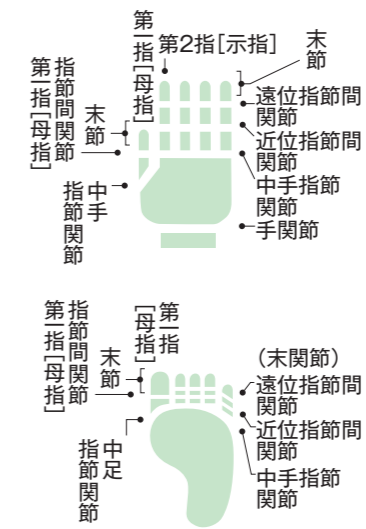 第一指[母指]
第2指[示指]
末節
遠位指節間
関節
近位指節間
関節
中手指節
関節
手関節
末節
第一指[母指]
指節間関節
中手
指節関節
第一指
[母指]
末節
第一指[母指]
指節間関節
中足
指節関節
(末関節)
遠位指節間
関節
近位指節間
関節
中手指節
関節